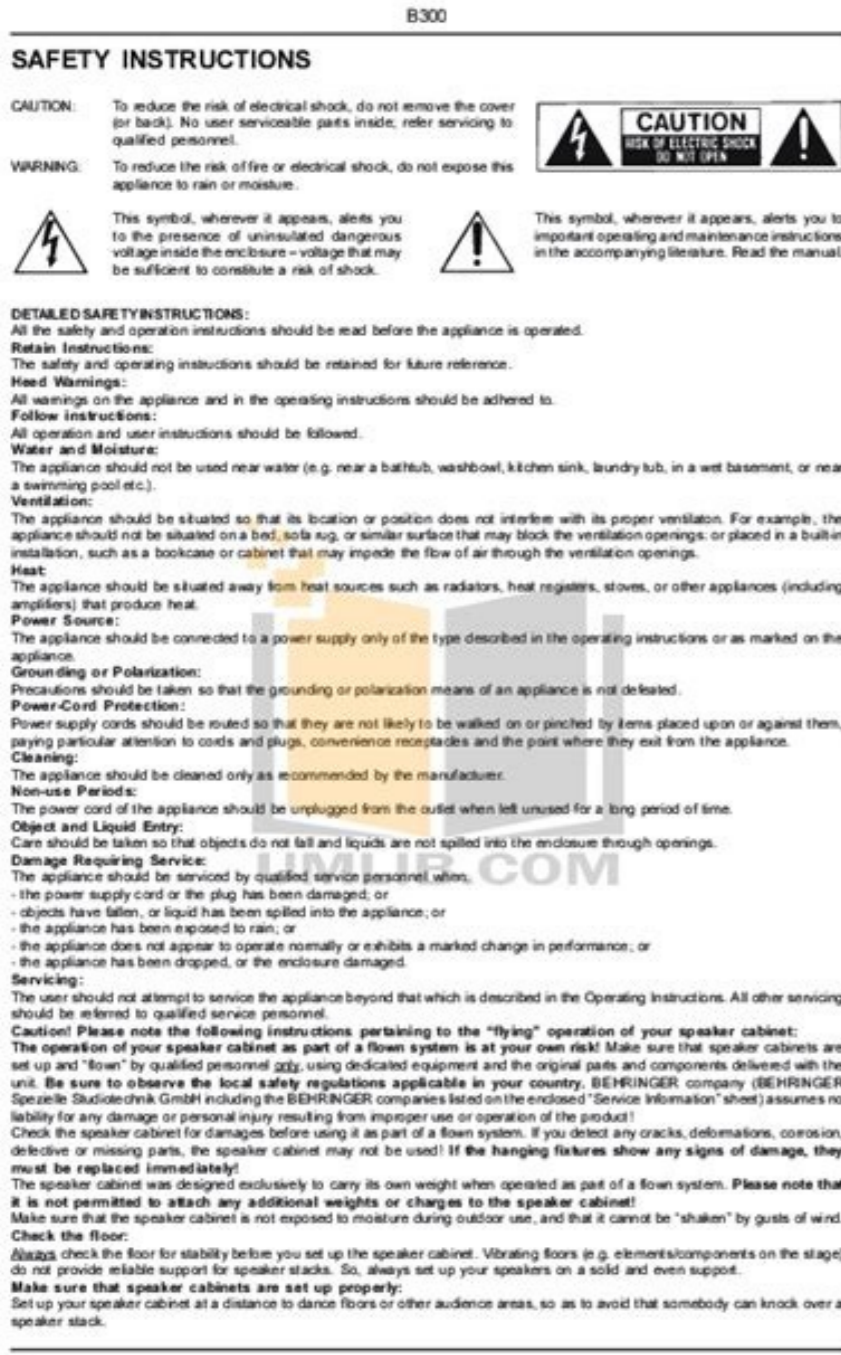 B300
SAFETY INSTRUCTIONS
CAUTION: To reduce the risk of electrical shock, do not remove the cover
(or back). No user serviceable parts inside; refer servicing to
qualified personnel.
WARNING: To reduce the risk of fire or electrical shock, do not expose this
appliance to rain or moisture.
CAUTION
RISK OF ELECTRIC SHOCK
DO NOT OPEN
This symbol, wherever it appears, alerts you
to the presence of uninsulated dangerous
voltage inside the enclosure – voltage that may
be sufficient to constitute a risk of shock.
This symbol, wherever it appears, alerts you to
important operating and maintenance instructions
in the accompanying literature. Read the manual.
DETAILED SAFETY INSTRUCTIONS:
All the safety and operation instructions should be read before the appliance is operated.
Retain Instructions:
The safety and operating instructions should be retained for future reference.
Heed Warnings:
All warnings on the appliance and in the operating instructions should be adhered to.
Follow instructions:
All operation and user instructions should be followed.
Water and Moisture:
The appliance should not be used near water (e.g. near a bathtub, washbowl, kitchen sink, laundry tub, in a wet basement, or near
a swimming pool etc.).
Ventilation:
The appliance should be situated so that its location or position does not interfere with its proper ventilaton. For example, the
appliance should not be situated on a bed, sofa rug, or similar surface that may block the ventilation openings: or placed in a built-in
installation, such as a bookcase or cabinet that may impede the flow of air through the ventilation openings.
Heat:
The appliance should be situated away from heat sources such as radiators, heat registers, stoves, or other appliances (including
amplifiers) that produce heat.
Power Source:
The appliance should be connected to a power supply only of the type described in the operating instructions or as marked on the
appliance.
Grounding or Polarization:
Precautions should be taken so that the grounding or polarization means of an appliance is not defeated.
Power-Cord Protection:
Power supply cords should be routed so that they are not likely to be walked on or pinched by items placed upon or against them,
paying particular attention to cords and plugs, convenience receptacles and the point where they exit from the appliance.
Cleaning:
The appliance should be cleaned only as recommended by the manufacturer.
Non-use Periods:
The power cord of the appliance should be unplugged from the outlet when left unused for a long period of time.
Object and Liquid Entry:
Care should be taken so that objects do not fall and liquids are not spilled into the enclosure through openings.
Damage Requiring Service:
The appliance should be serviced by qualified service personnel when:
- the power supply cord or the plug has been damaged; or
- objects have fallen, or liquid has been spilled into the appliance; or
- the appliance has been exposed to rain; or
- the appliance does not appear to operate normally or exhibits a marked change in performance; or
- the appliance has been dropped, or the enclosure damaged.
Servicing:
The user should not attempt to service the appliance beyond that which is described in the Operating Instructions. All other servicing
should be referred to qualified service personnel.
Caution! Please note the following instructions pertaining to the "flying" operation of your speaker cabinet:
The operation of your speaker cabinet as part of a flown system is at your own risk! Make sure that speaker cabinets are
set up and "flown" by qualified personnel only, using dedicated equipment and the original parts and components delivered with the
unit. Be sure to observe the local safety regulations applicable in your country. BEHRINGER company (BEHRINGER
Spezielle Studiotechnik GmbH including the BEHRINGER companies listed on the enclosed "Service Information" sheet) assumes no
liability for any damage or personal injury resulting from improper use or operation of the product!
Check the speaker cabinet for damages before using it as part of a flown system. If you detect any cracks, deformations, corrosion,
defective or missing parts, the speaker cabinet may not be used! If the hanging fixtures show any signs of damage, they
must be replaced immediately!
The speaker cabinet was designed exclusively to carry its own weight when operated as part of a flown system. Please note that
it is not permitted to attach any additional weights or charges to the speaker cabinet!
Make sure that the speaker cabinet is not exposed to moisture during outdoor use, and that it cannot be "shaken" by gusts of wind.
Check the floor:
Always check the floor for stability before you set up the speaker cabinet. Vibrating floors (e.g. elements/components on the stage)
do not provide reliable support for speaker stacks. So, always set up your speakers on a solid and even support.
Make sure that speaker cabinets are set up properly:
Set up your speaker cabinet at a distance to dance floors or other audience areas, so as to avoid that somebody can knock over a
speaker stack.
UMLIB.COM